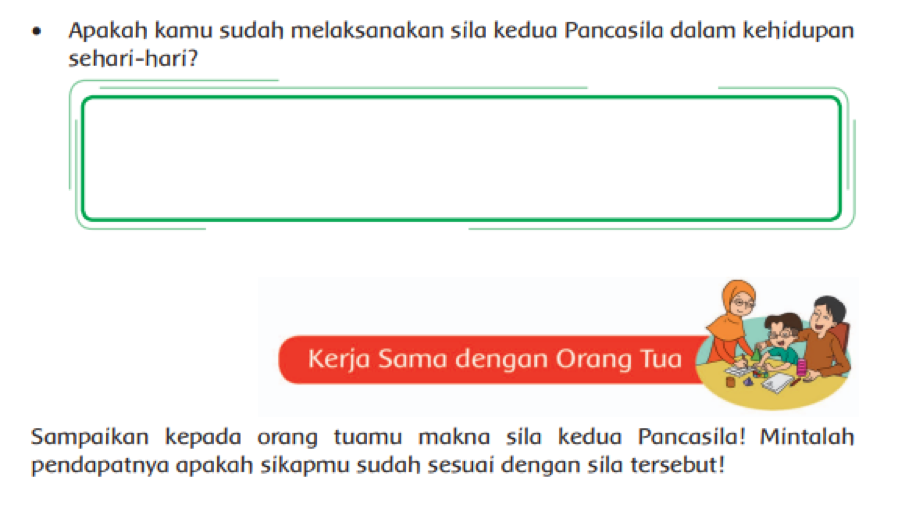 • Apakah kamu sudah melaksanakan sila kedua Pancasila dalam kehidupan
sehari-hari?
Kerja Sama dengan Orang Tua
Sampaikan kepada orang tuamu makna sila kedua Pancasila! Mintalah
pendapatnya apakah sikapmu sudah sesuai dengan sila tersebut!